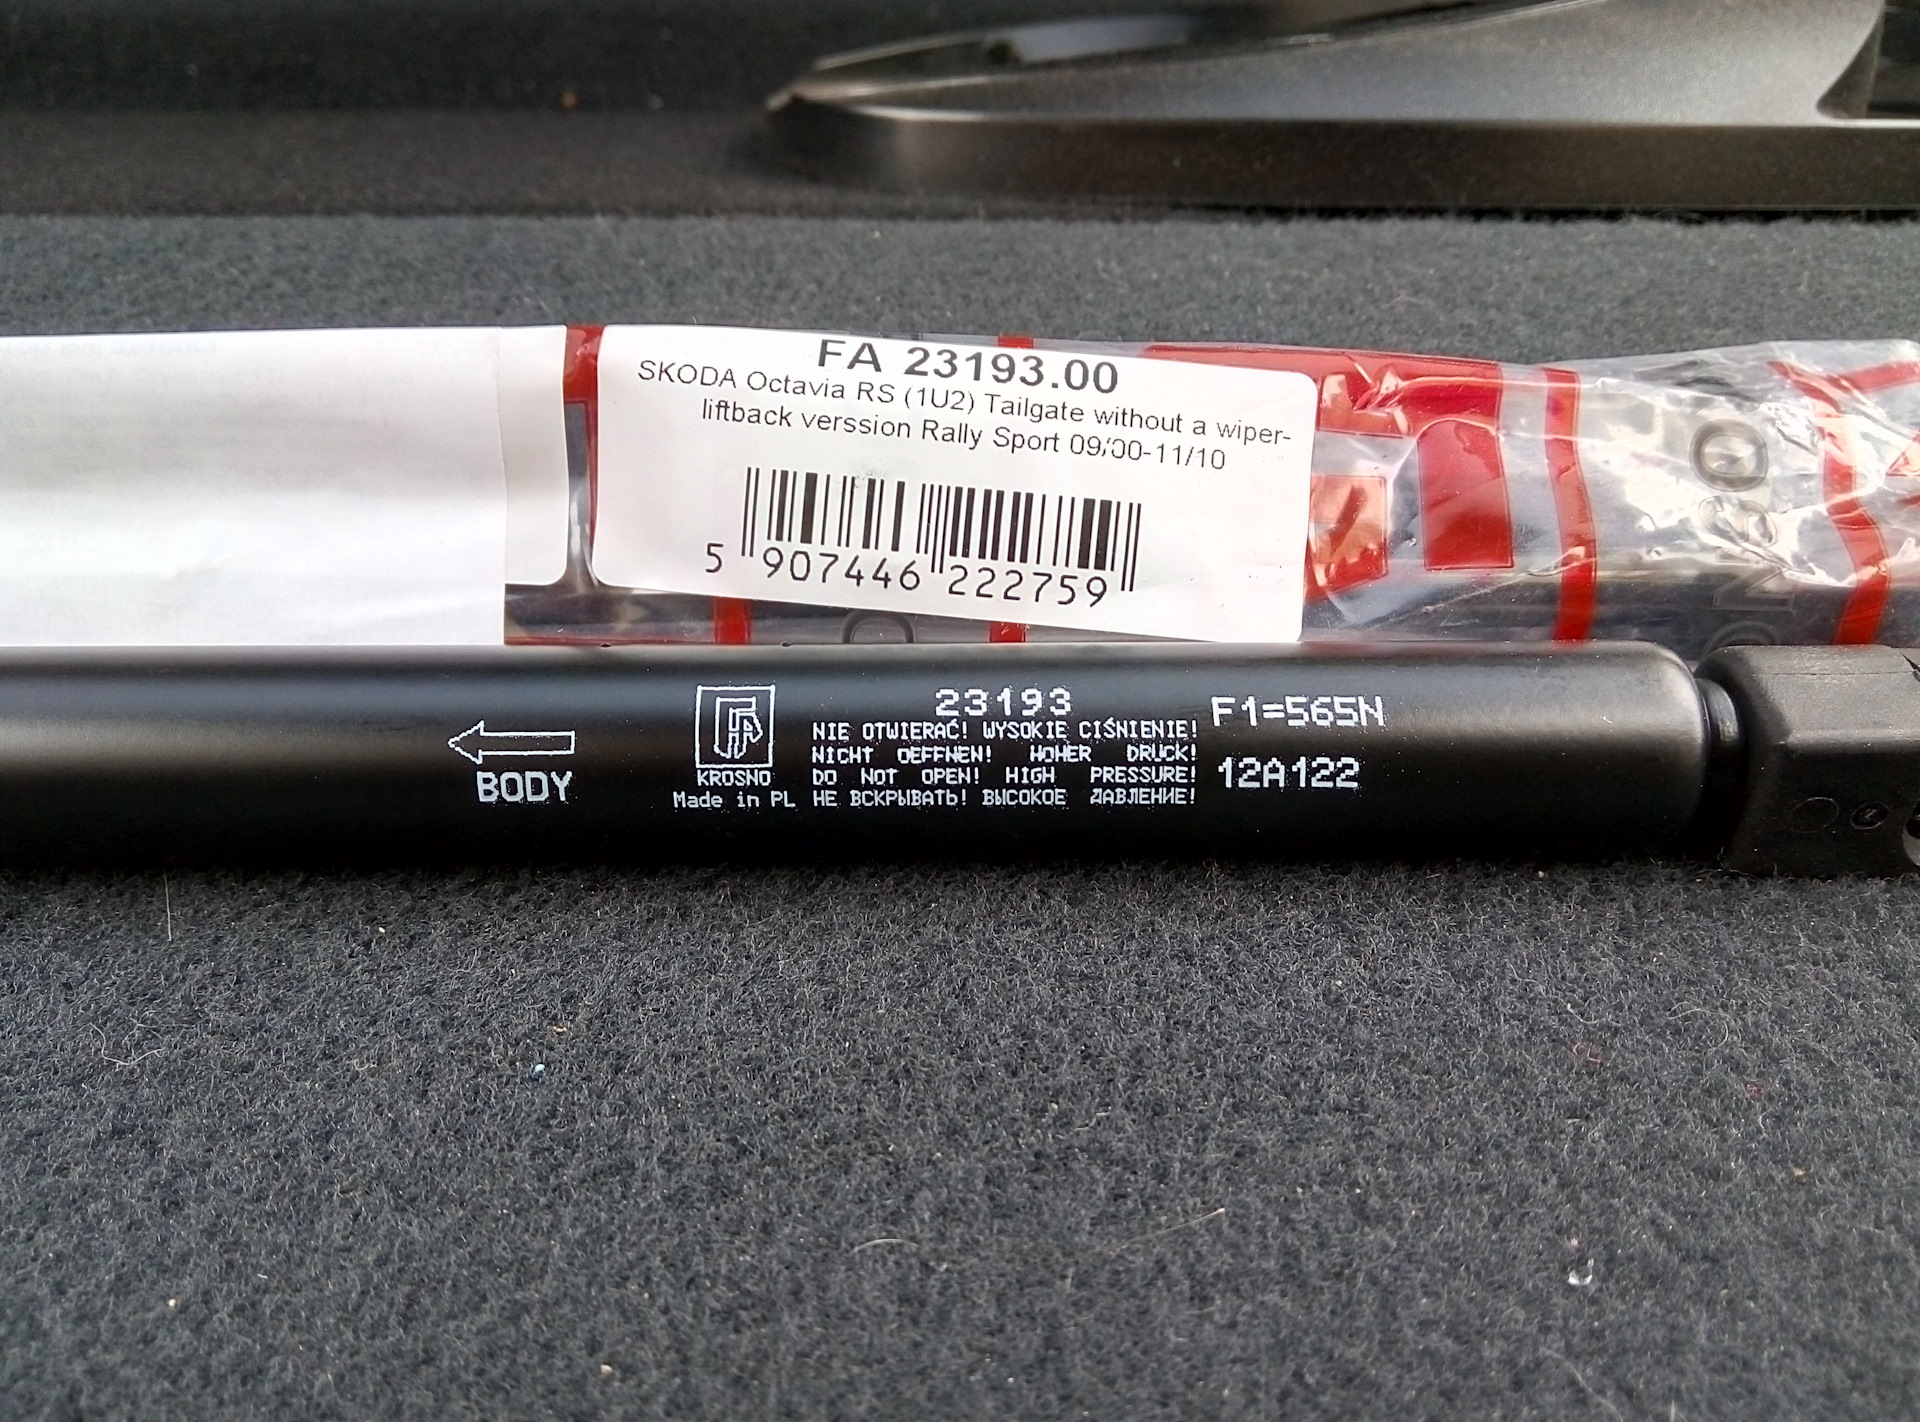 FA 23193.00
SKODA Octavia RS (1U2) Tailgate without a wiper-
liftback verssion Rally Sport 09/00-11/10
5 907446 222759
BODY
FA
KROSNO
Made in PL
23193
NIE OTWIERAĆ! WYSOKIE CIŚNIENIE!
NICHT OEFFNEN! HOHER DRUCK!
DO NOT OPEN! HIGH PRESSURE!
НЕ ВСКРЫВАТЬ! ВЫСОКОЕ ДАВЛЕНИЕ!
F1=565N
12A122